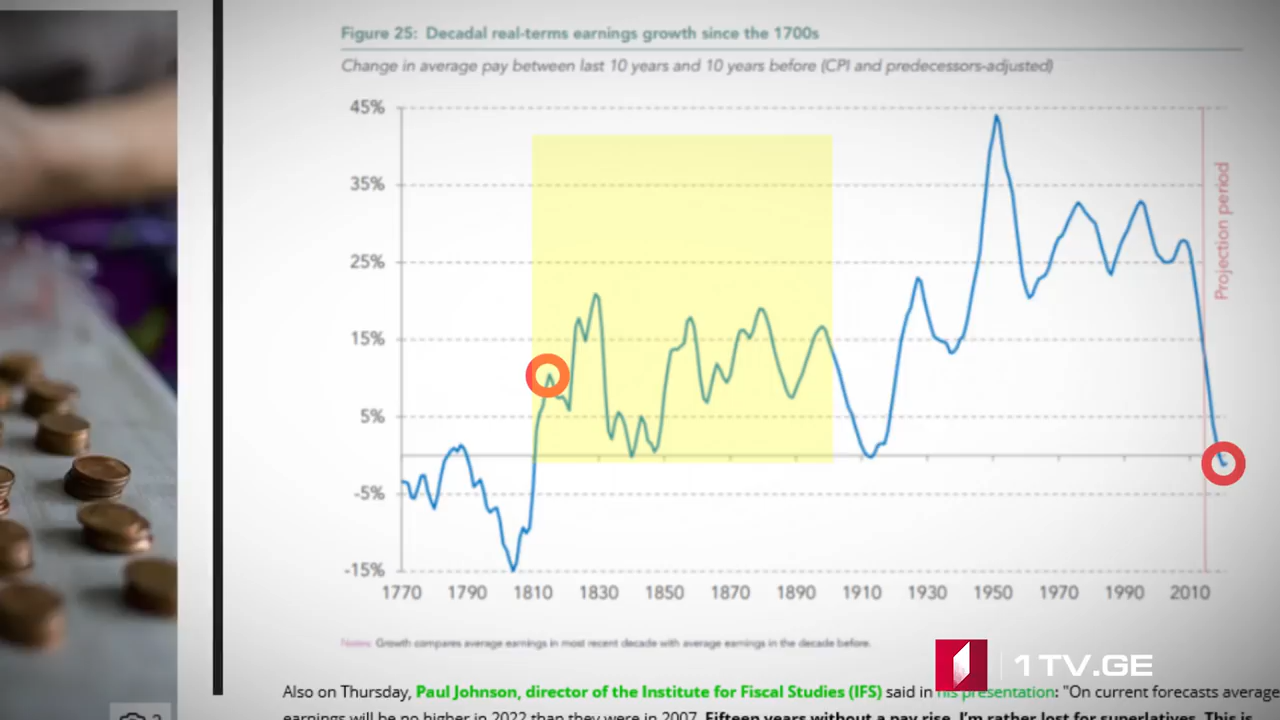 Figure 25: Decadal real-terms earnings growth since the 1700s
Change in average pay between last 10 years and 10 years before (CPI and predecessors-adjusted)
45%
35%
25%
15%
5%
-5%
-15%
Projection period
1770 1790 1810 1830 1850 1870 1890 1910 1930 1950 1970 1990 2010
Notes: Growth compares average earnings in most recent decade with average earnings in the decade before.
1TV.GE
Also on Thursday, Paul Johnson, director of the Institute for Fiscal Studies (IFS) said in his presentation: "On current forecasts average
earnings will be no higher in 2022 than they were in 2007. Fifteen years without a pay rise. I'm rather lost for superlatives. This is